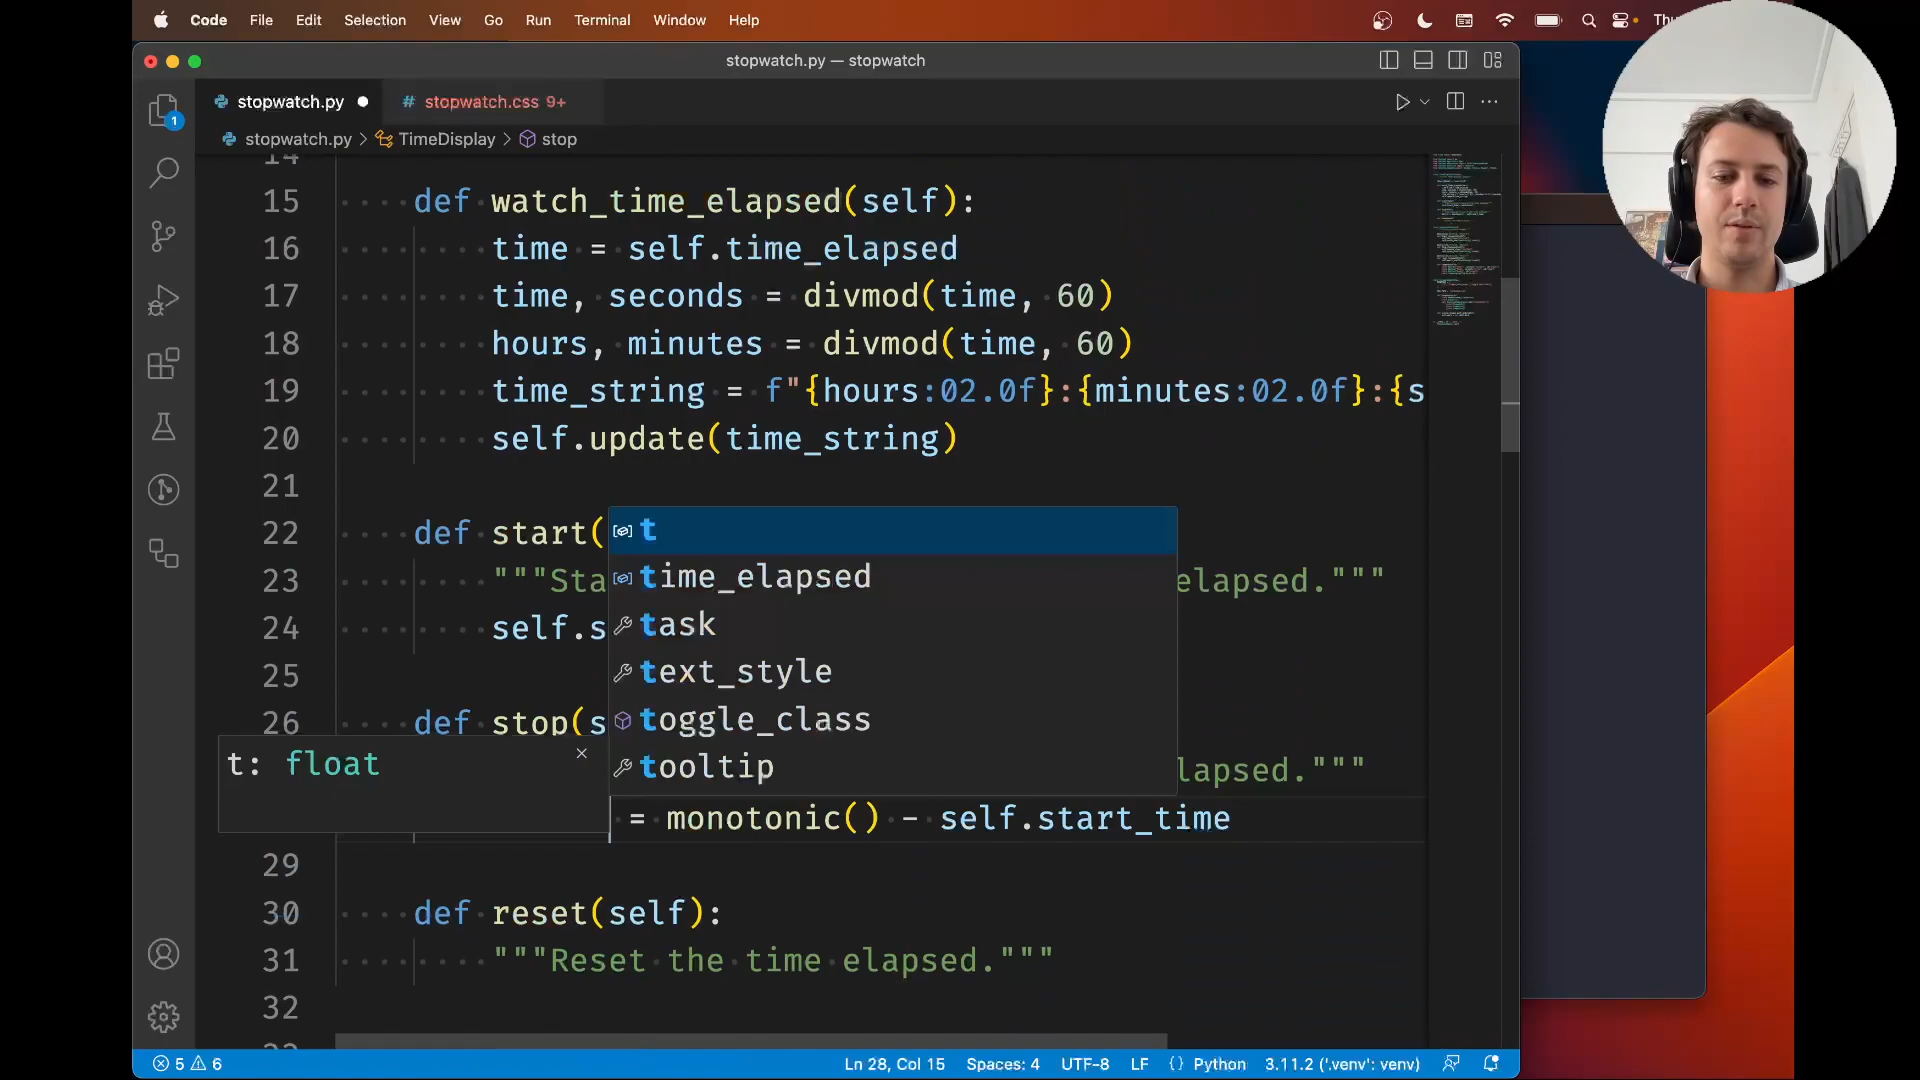 Code File Edit Selection View Go Run Terminal Window Help
stopwatch.py — stopwatch
stopwatch.py
# stopwatch.css 9+
1
stopwatch.py > TimeDisplay > stop
14
15 def watch_time_elapsed(self):
16 time = self.time_elapsed
17 time, seconds = divmod(time, 60)
18 hours, minutes = divmod(time, 60)
19 time_string = f"{hours:02.0f}:{minutes:02.0f}:{s
20 self.update(time_string)
21
22 def start(
t
23 """Sta
elapsed."""
time_elapsed
24 self.s
task
25
text_style
26 def stop(s
toggle_class
t: float
tooltip
lapsed."""
= monotonic() - self.start_time
29
30 def reset(self):
31 """Reset the time elapsed."""
32
5 6 Ln 28, Col 15 Spaces: 4 UTF-8 LF {} Python 3.11.2 ('.venv': venv)